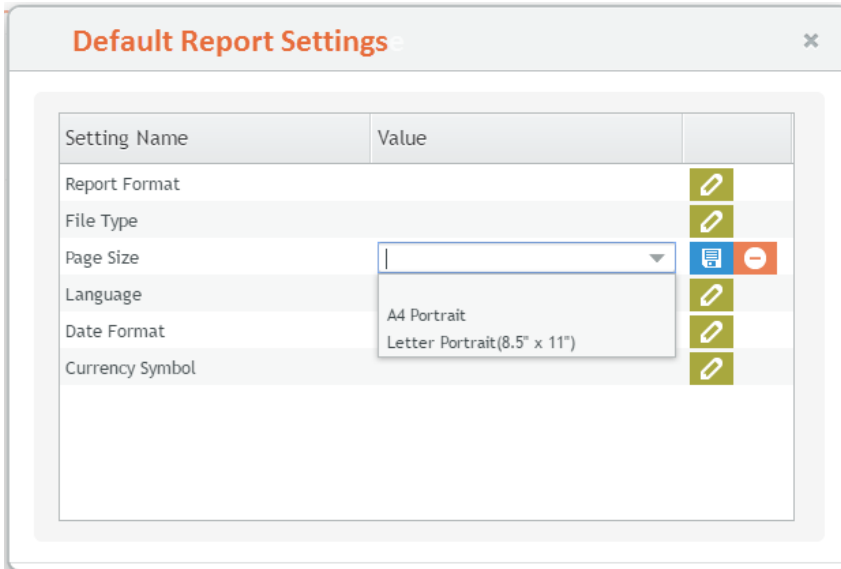 Default Report Settings
Setting Name Value
Report Format
File Type
Page Size
Language
A4 Portrait
Date Format
Letter Portrait(8.5" x 11")
Currency Symbol